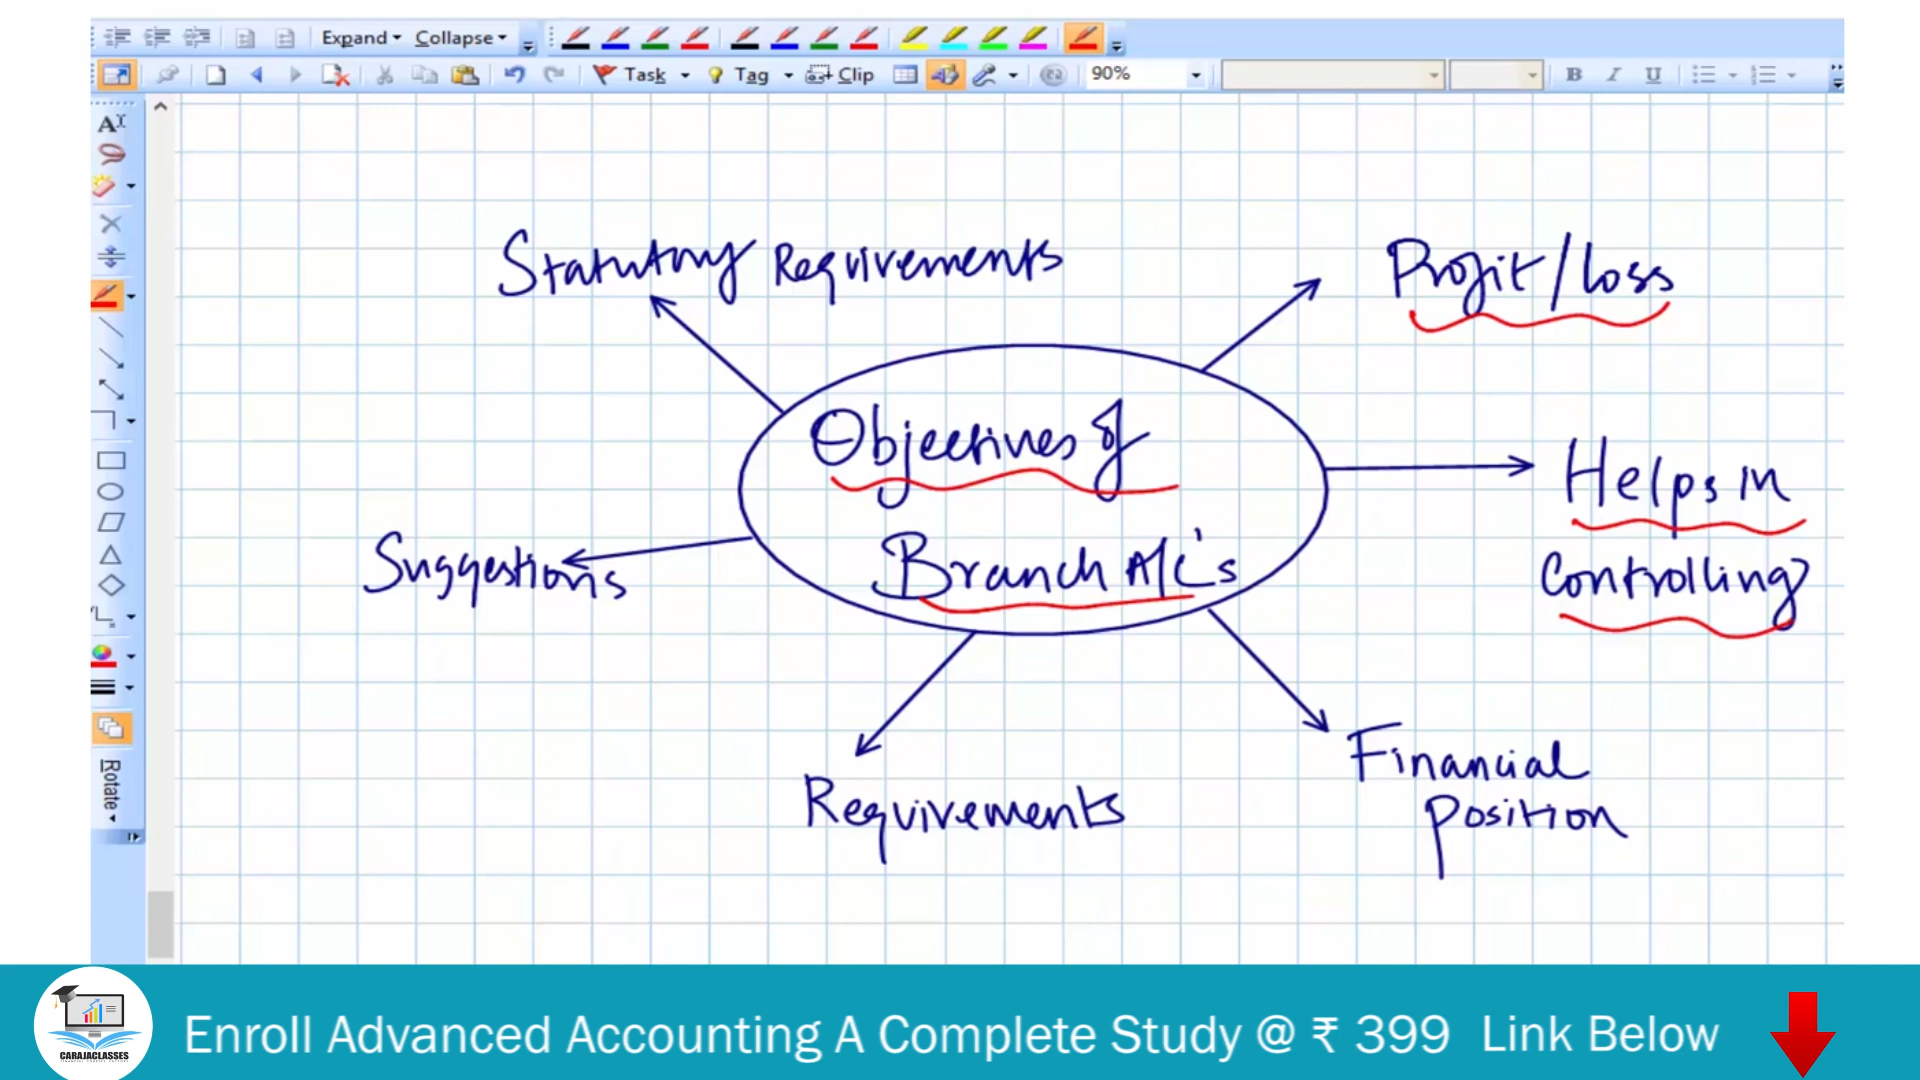 Expand Collapse
Task Tag Clip 90% B I U
A
Statutory Requirements
Profit/Loss
Objectives of
Branch A/c's
Helps in
Controlling
Suggestions
Requirements
Financial
Position
Rotate
CARAJACLASSES
Enroll Advanced Accounting A Complete Study @ ₹ 399 Link Below